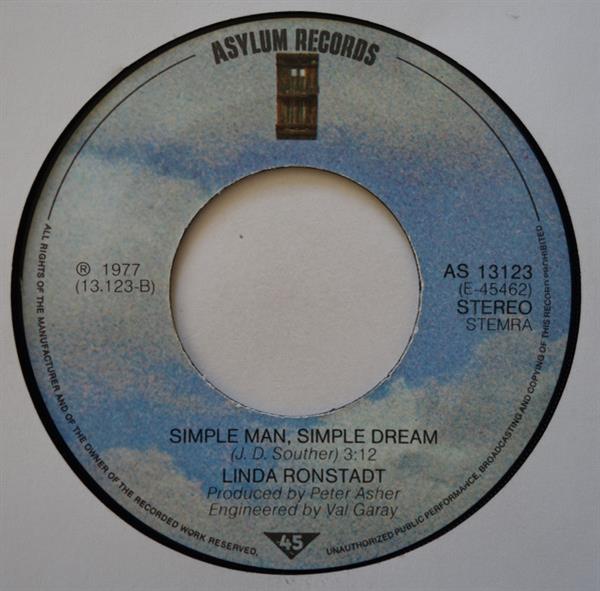 ASYLUM RECORDS
℗ 1977
(13.123-B)
AS 13123
(E-45462)
STEREO
STEMRA
SIMPLE MAN, SIMPLE DREAM
(J. D. Souther) 3:12
LINDA RONSTADT
Produced by Peter Asher
Engineered by Val Garay
45
ALL RIGHTS OF THE MANUFACTURER AND OF THE OWNER OF THE RECORDED WORK RESERVED.
UNAUTHORIZED PUBLIC PERFORMANCE, BROADCASTING AND COPYING OF THIS RECORD PROHIBITED